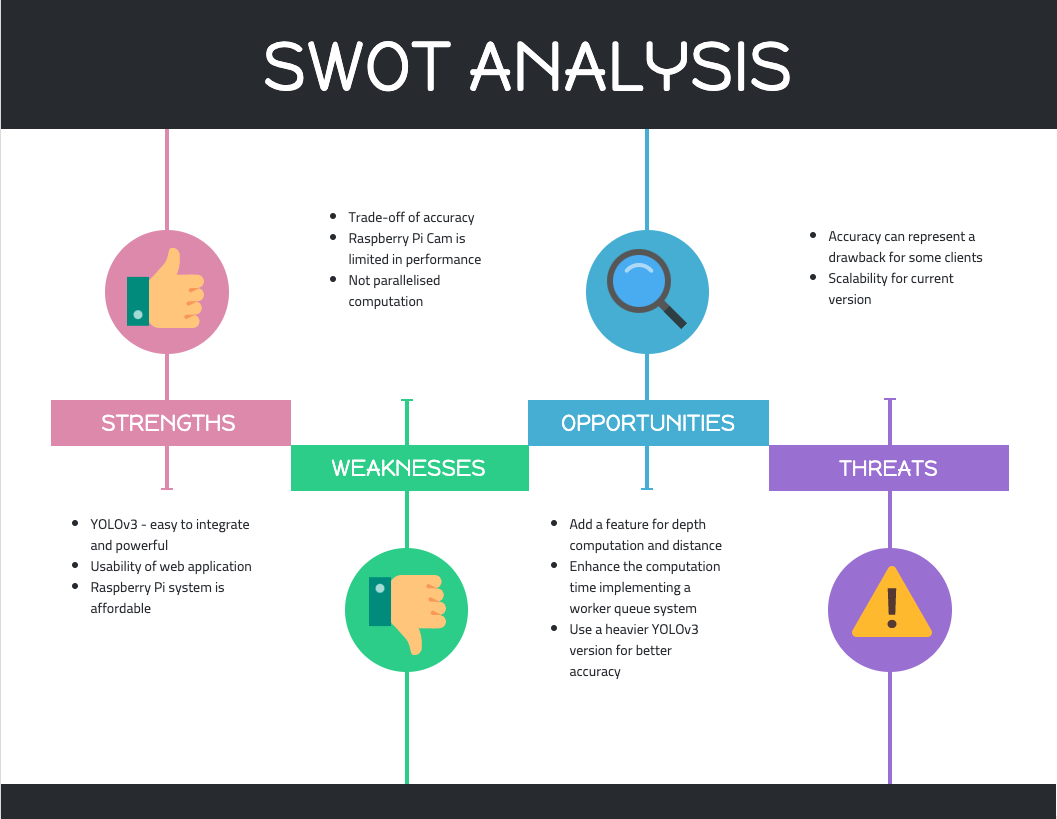 SWOT ANALYSIS
STRENGTHS
• YOLOv3 - easy to integrate
and powerful
• Usability of web application
• Raspberry Pi system is
affordable
• Trade-off of accuracy
• Raspberry Pi Cam is
limited in performance
• Not parallelised
computation
WEAKNESSES
OPPORTUNITIES
• Add a feature for depth
computation and distance
• Enhance the computation
time implementing a
worker queue system
• Use a heavier YOLOv3
version for better
accuracy
• Accuracy can represent a
drawback for some clients
• Scalability for current
version
THREATS
!